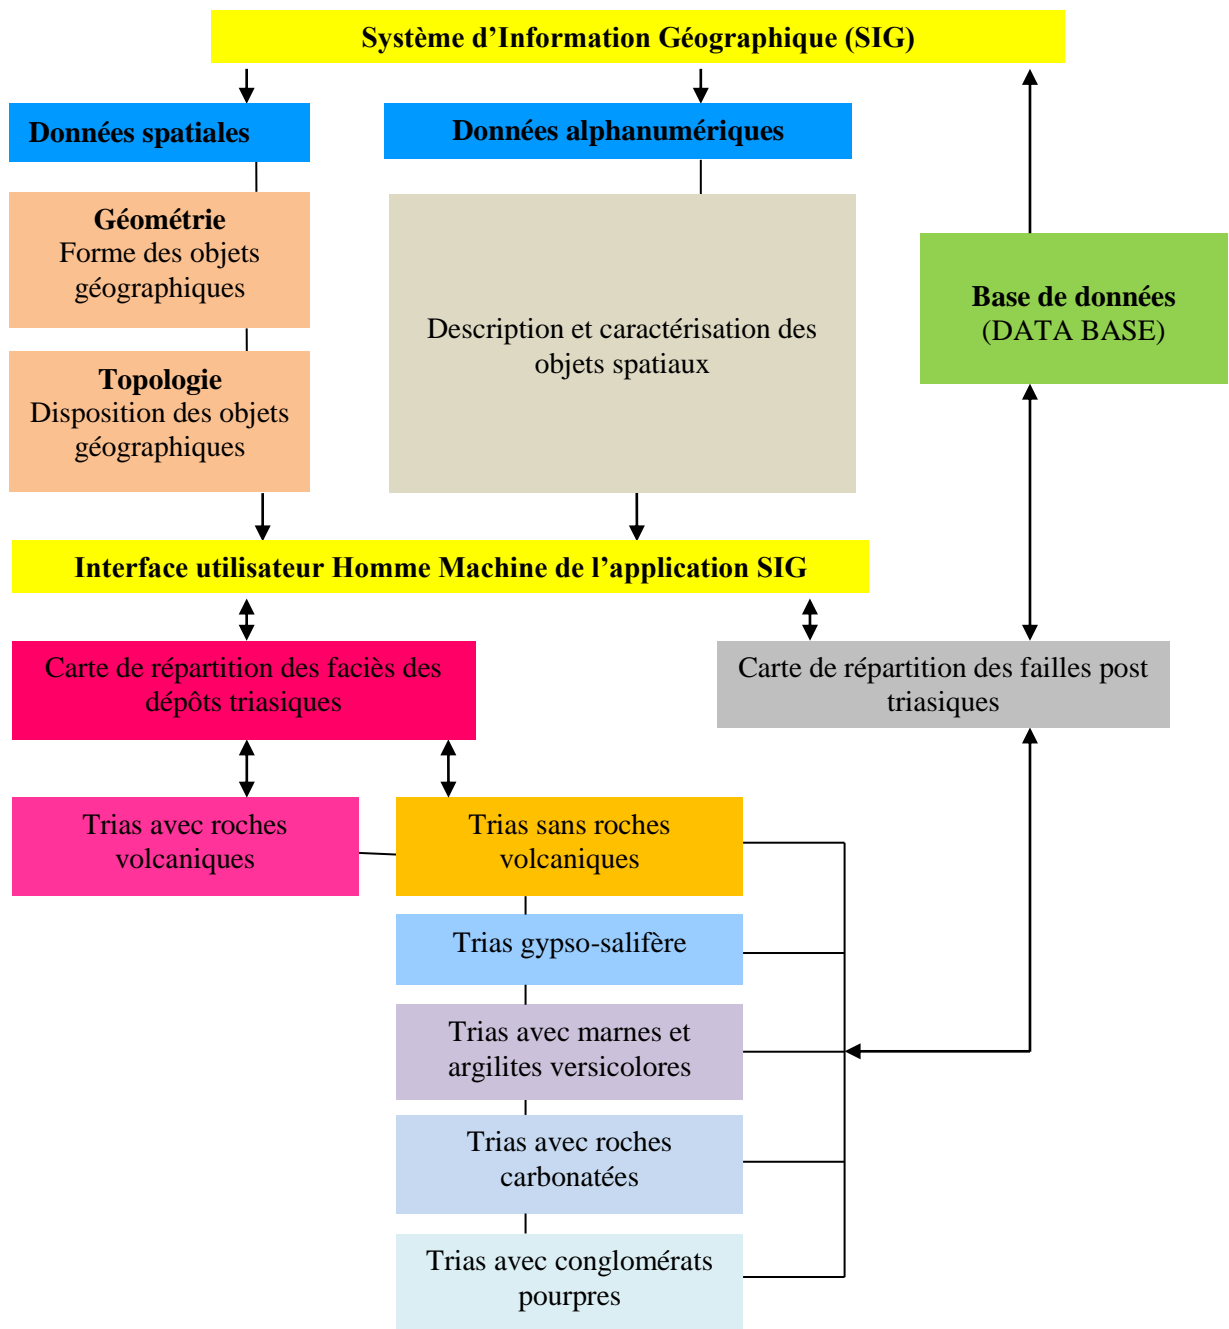 Système d’Information Géographique (SIG)
Données spatiales
Données alphanumériques
Géométrie
Forme des objets
géographiques
Topologie
Disposition des objets
géographiques
Description et caractérisation des
objets spatiaux
Base de données
(DATA BASE)
Interface utilisateur Homme Machine de l’application SIG
Carte de répartition des faciès des
dépôts triasiques
Carte de répartition des failles post
triasiques
Trias avec roches
volcaniques
Trias sans roches
volcaniques
Trias gypso-salifère
Trias avec marnes et
argilites versicolores
Trias avec roches
carbonatées
Trias avec conglomérats
pourpres